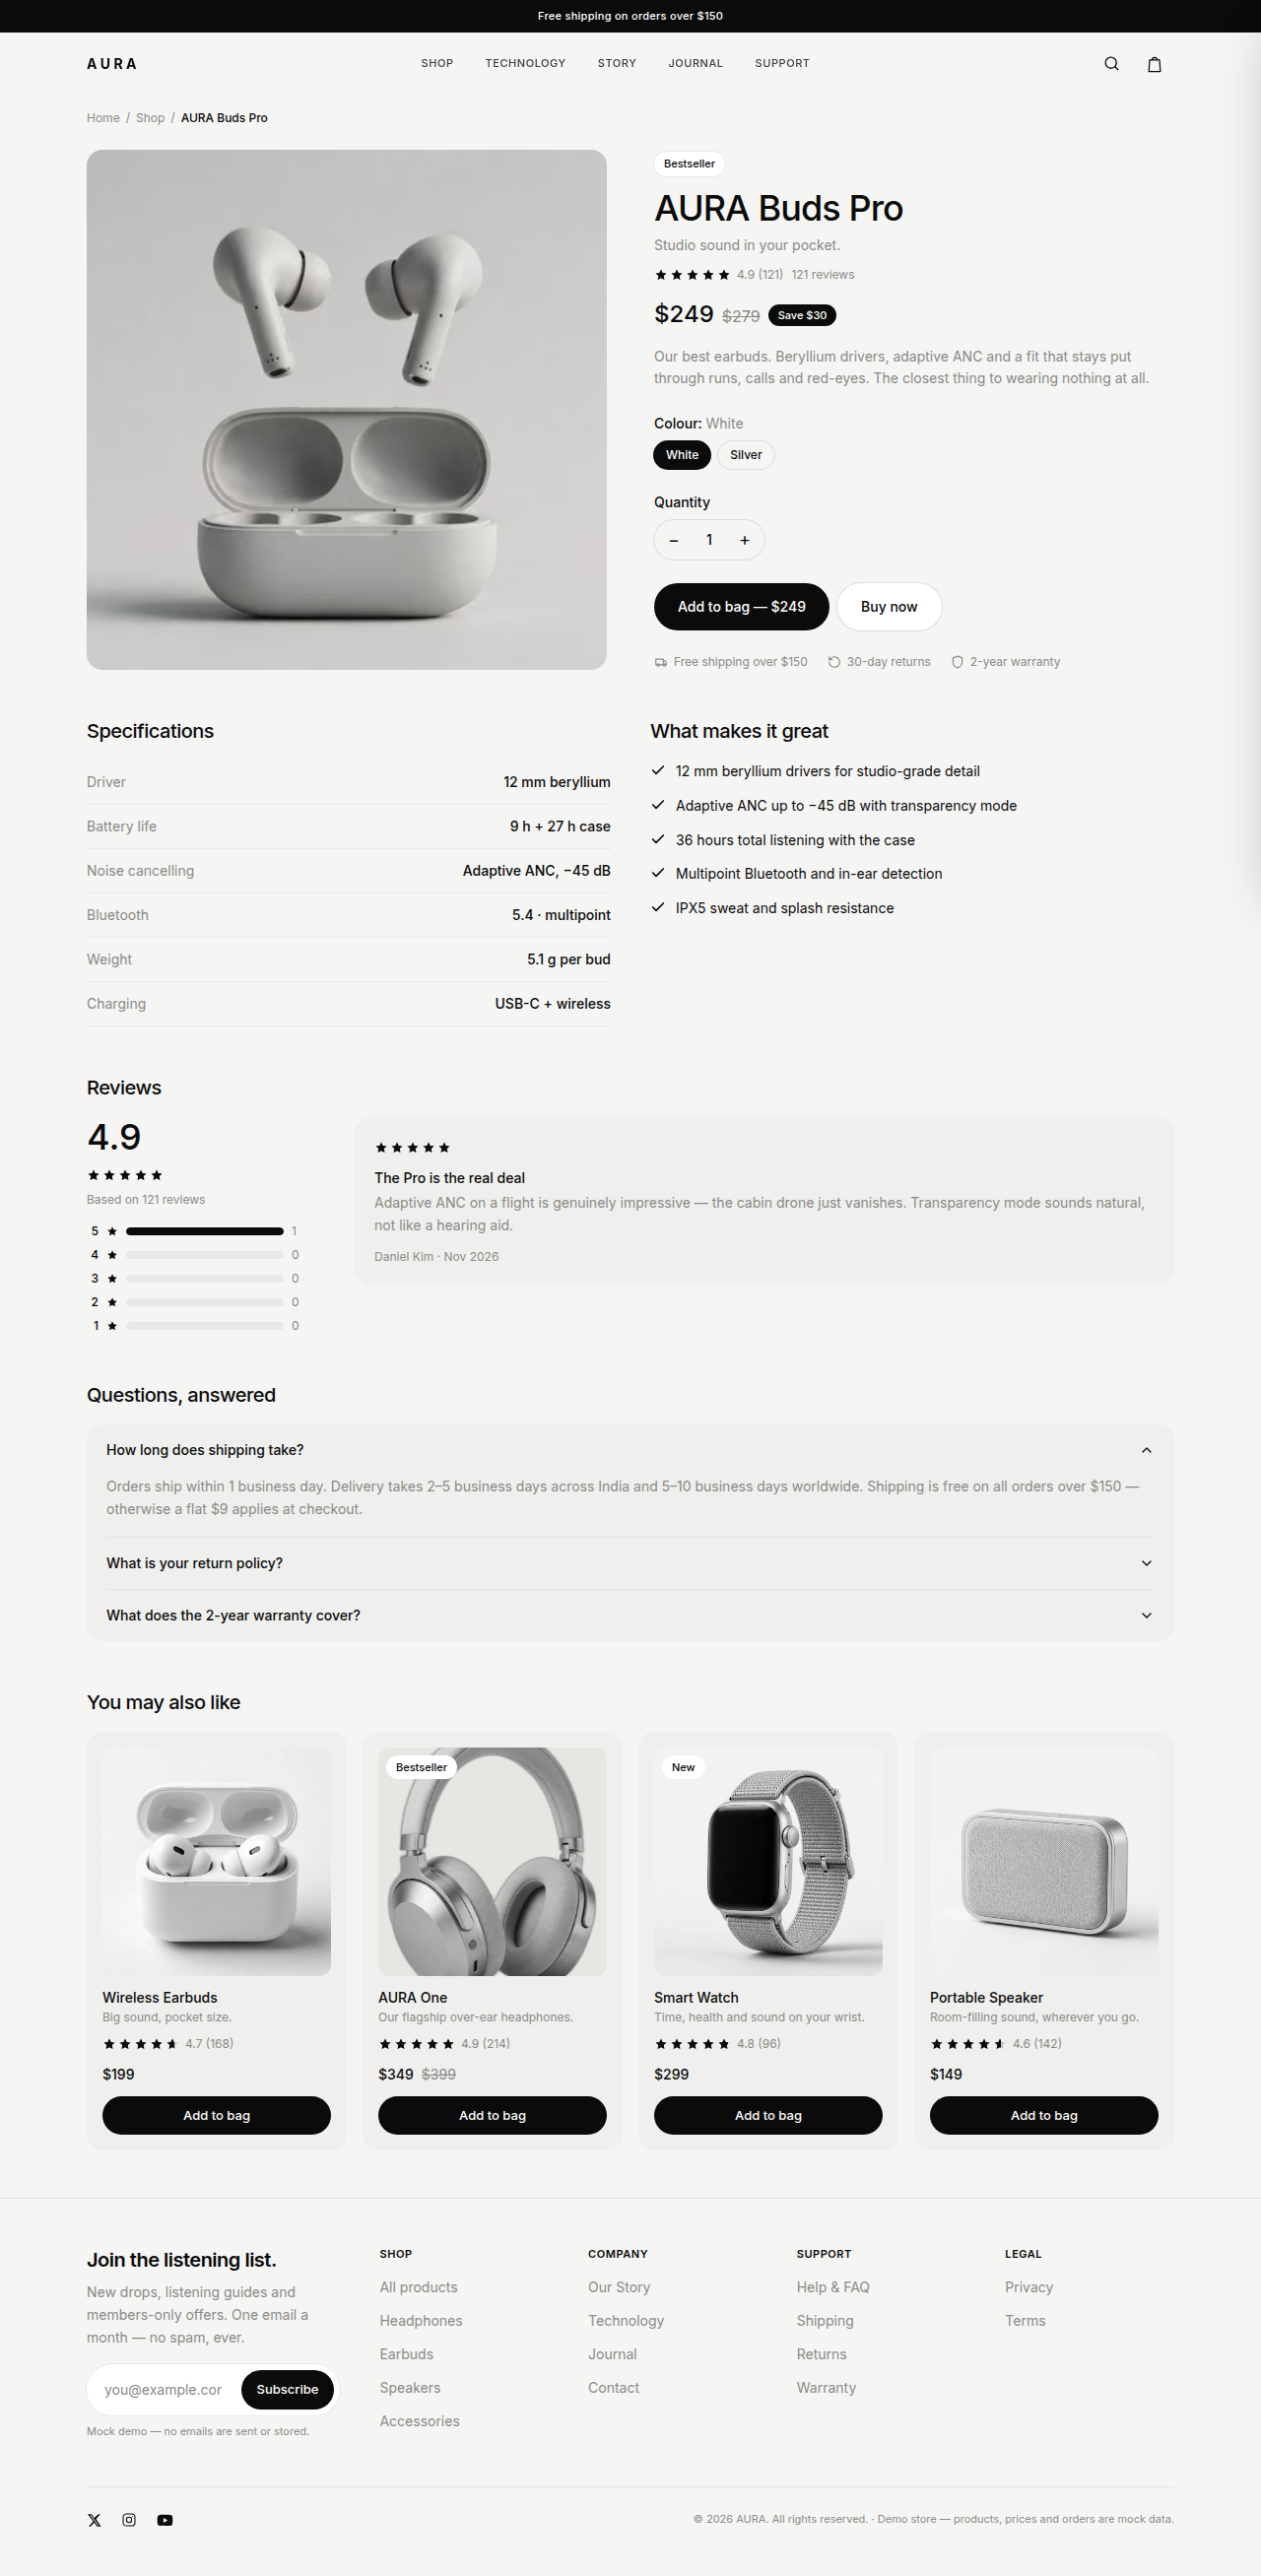 Free shipping on orders over $150
AURA
SHOP TECHNOLOGY STORY JOURNAL SUPPORT
Home / Shop / AURA Buds Pro
Bestseller
AURA Buds Pro
Studio sound in your pocket.
4.9 (121) 121 reviews
$249 $279 Save $30
Our best earbuds. Beryllium drivers, adaptive ANC and a fit that stays put
through runs, calls and red-eyes. The closest thing to wearing nothing at all.
Colour: White
White Silver
Quantity
− 1 +
Add to bag — $249 Buy now
Free shipping over $150 30-day returns 2-year warranty
Specifications
Driver 12 mm beryllium
Battery life 9 h + 27 h case
Noise cancelling Adaptive ANC, −45 dB
Bluetooth 5.4 · multipoint
Weight 5.1 g per bud
Charging USB-C + wireless
What makes it great
12 mm beryllium drivers for studio-grade detail
Adaptive ANC up to −45 dB with transparency mode
36 hours total listening with the case
Multipoint Bluetooth and in-ear detection
IPX5 sweat and splash resistance
Reviews
4.9
Based on 121 reviews
5 1
4 0
3 0
2 0
1 0
The Pro is the real deal
Adaptive ANC on a flight is genuinely impressive — the cabin drone just vanishes. Transparency mode sounds natural,
not like a hearing aid.
Daniel Kim · Nov 2026
Questions, answered
How long does shipping take?
Orders ship within 1 business day. Delivery takes 2–5 business days across India and 5–10 business days worldwide. Shipping is free on all orders over $150 —
otherwise a flat $9 applies at checkout.
What is your return policy?
What does the 2-year warranty cover?
You may also like
Wireless Earbuds
Big sound, pocket size.
4.7 (168)
$199
Add to bag
Bestseller
AURA One
Our flagship over-ear headphones.
4.9 (214)
$349 $399
Add to bag
New
Smart Watch
Time, health and sound on your wrist.
4.8 (96)
$299
Add to bag
Portable Speaker
Room-filling sound, wherever you go.
4.6 (142)
$149
Add to bag
Join the listening list.
New drops, listening guides and
members-only offers. One email a
month — no spam, ever.
you@example.cor Subscribe
Mock demo — no emails are sent or stored.
SHOP
All products
Headphones
Earbuds
Speakers
Accessories
COMPANY
Our Story
Technology
Journal
Contact
SUPPORT
Help & FAQ
Shipping
Returns
Warranty
LEGAL
Privacy
Terms
© 2026 AURA. All rights reserved. · Demo store — products, prices and orders are mock data.